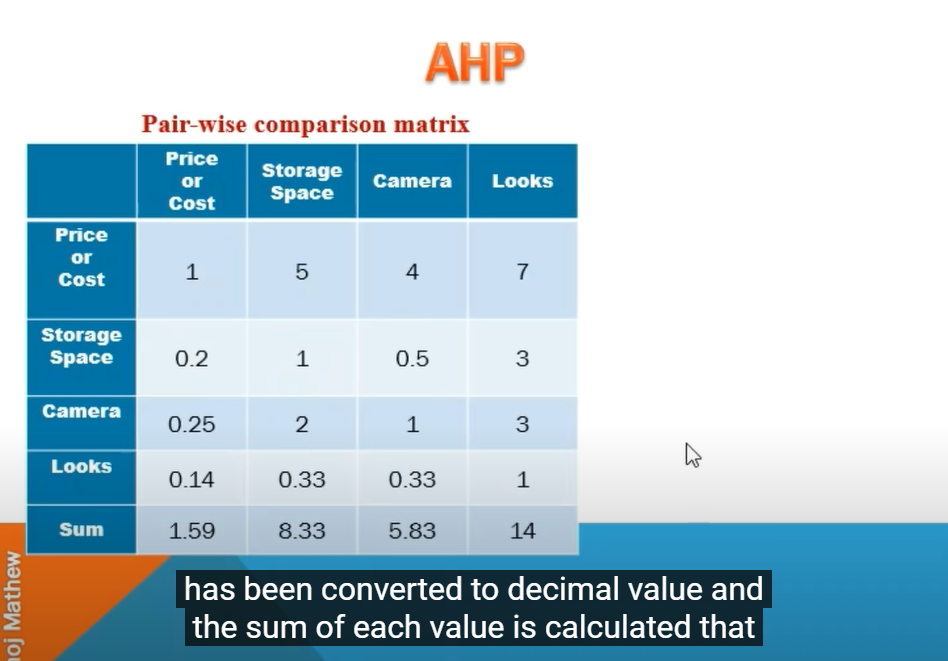 AHP
Pair-wise comparison matrix
Price or Cost Storage Space Camera Looks
Price or Cost 1 5 4 7
Storage Space 0.2 1 0.5 3
Camera 0.25 2 1 3
Looks 0.14 0.33 0.33 1
Sum 1.59 8.33 5.83 14
Mathew
has been converted to decimal value and
the sum of each value is calculated that